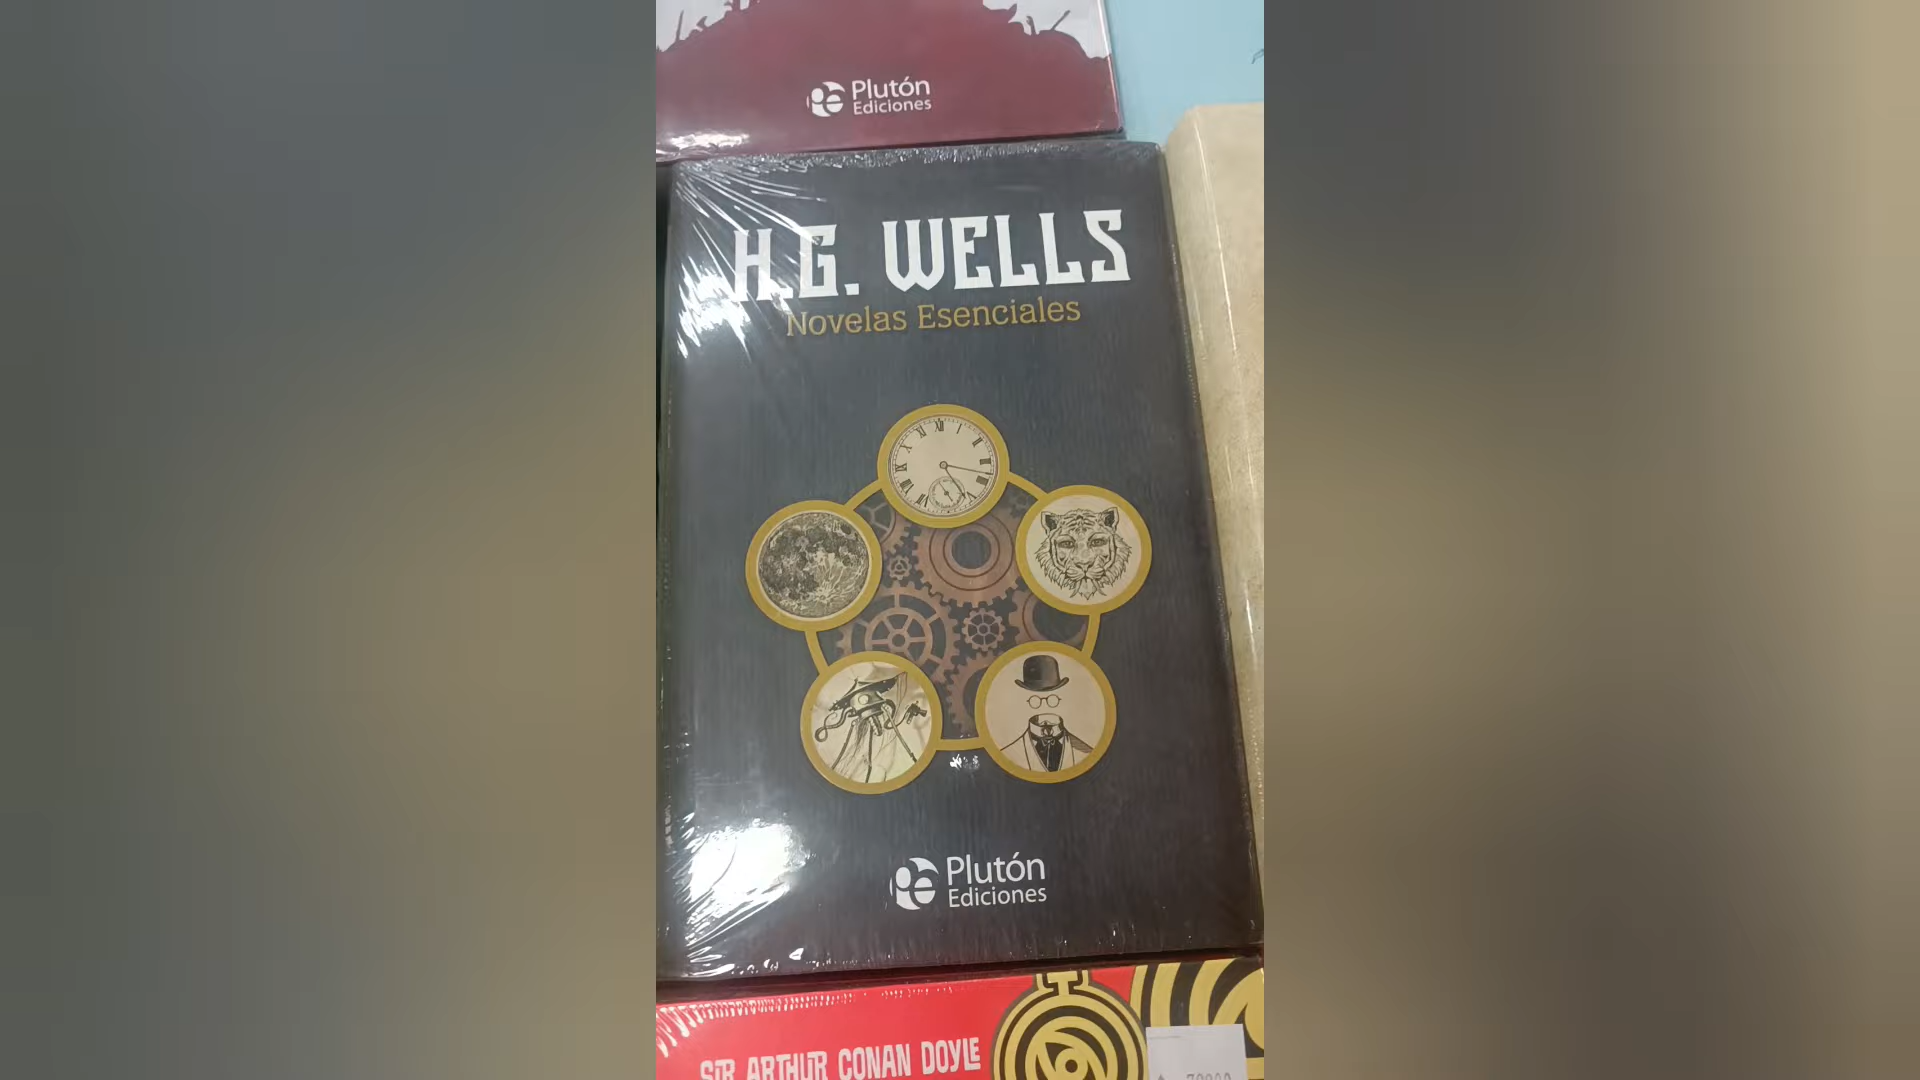 Plutón
Ediciones
H.G. WELLS
Novelas Esenciales
Plutón
Ediciones
SIR ARTHUR CONAN DOYLE